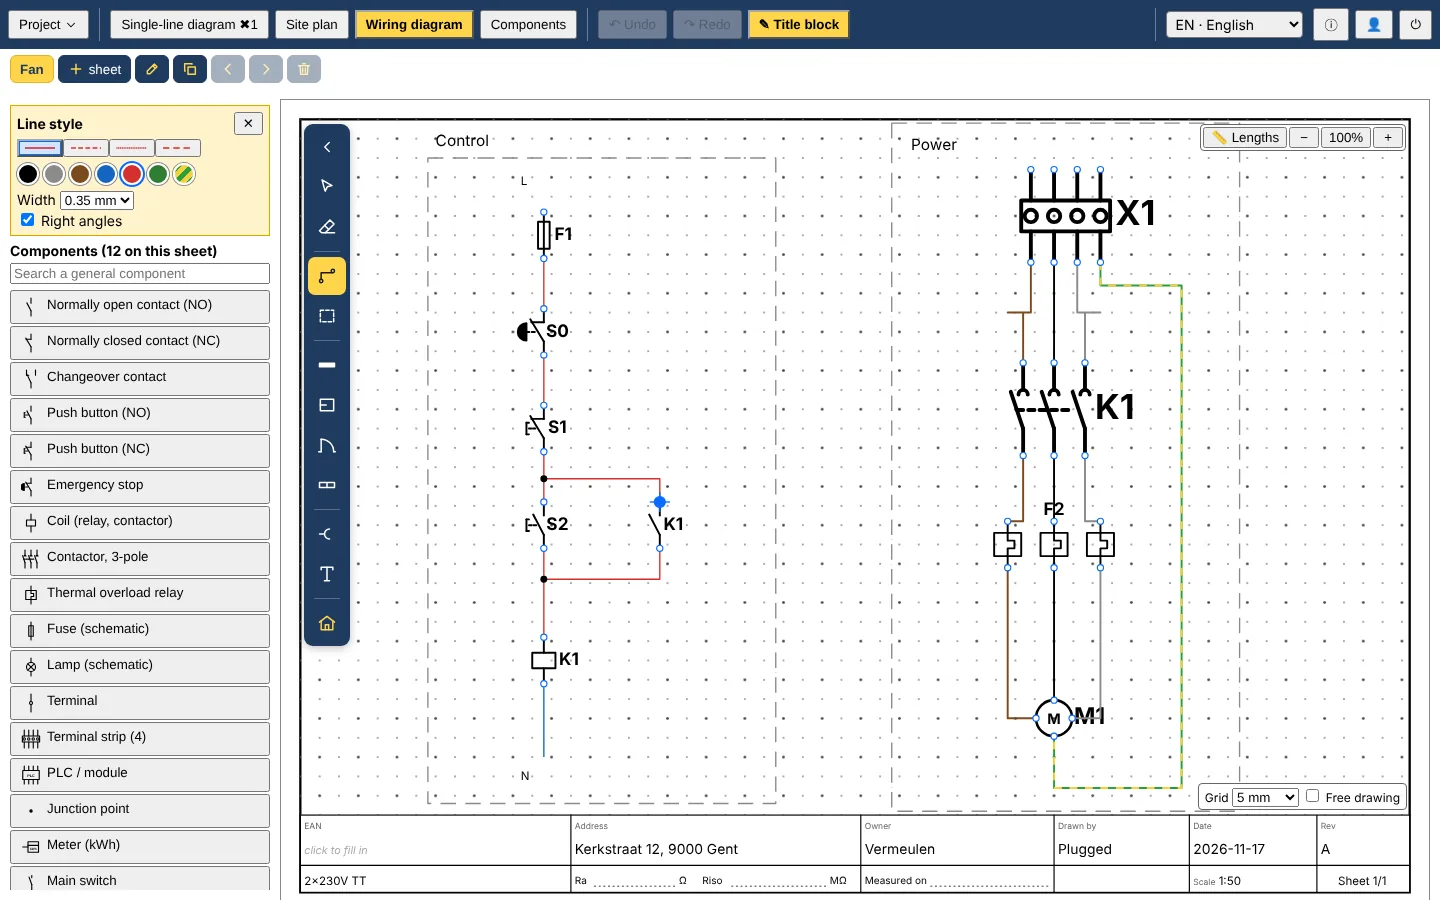 Project
Single-line diagram ✖1
Site plan
Wiring diagram
Components
↶ Undo
↷ Redo
✎ Title block
EN · English
Fan
+ sheet
Line style
Width 0.35 mm
Right angles
Components (12 on this sheet)
Search a general component
Normally open contact (NO)
Normally closed contact (NC)
Changeover contact
Push button (NO)
Push button (NC)
Emergency stop
Coil (relay, contactor)
Contactor, 3-pole
Thermal overload relay
Fuse (schematic)
Lamp (schematic)
Terminal
Terminal strip (4)
PLC / module
Junction point
Meter (kWh)
Main switch
Control
L
F1
S0
S1
S2
K1
K1
N
Power
Lengths
−
100%
+
X1
K1
F2
M
M1
Grid 5 mm
Free drawing
EAN
click to fill in
Address
Kerkstraat 12, 9000 Gent
Owner
Vermeulen
Drawn by
Plugged
Date
2026-11-17
Rev
A
2×230V TT
Ra Ω Riso MΩ
Measured on
Scale 1:50
Sheet 1/1